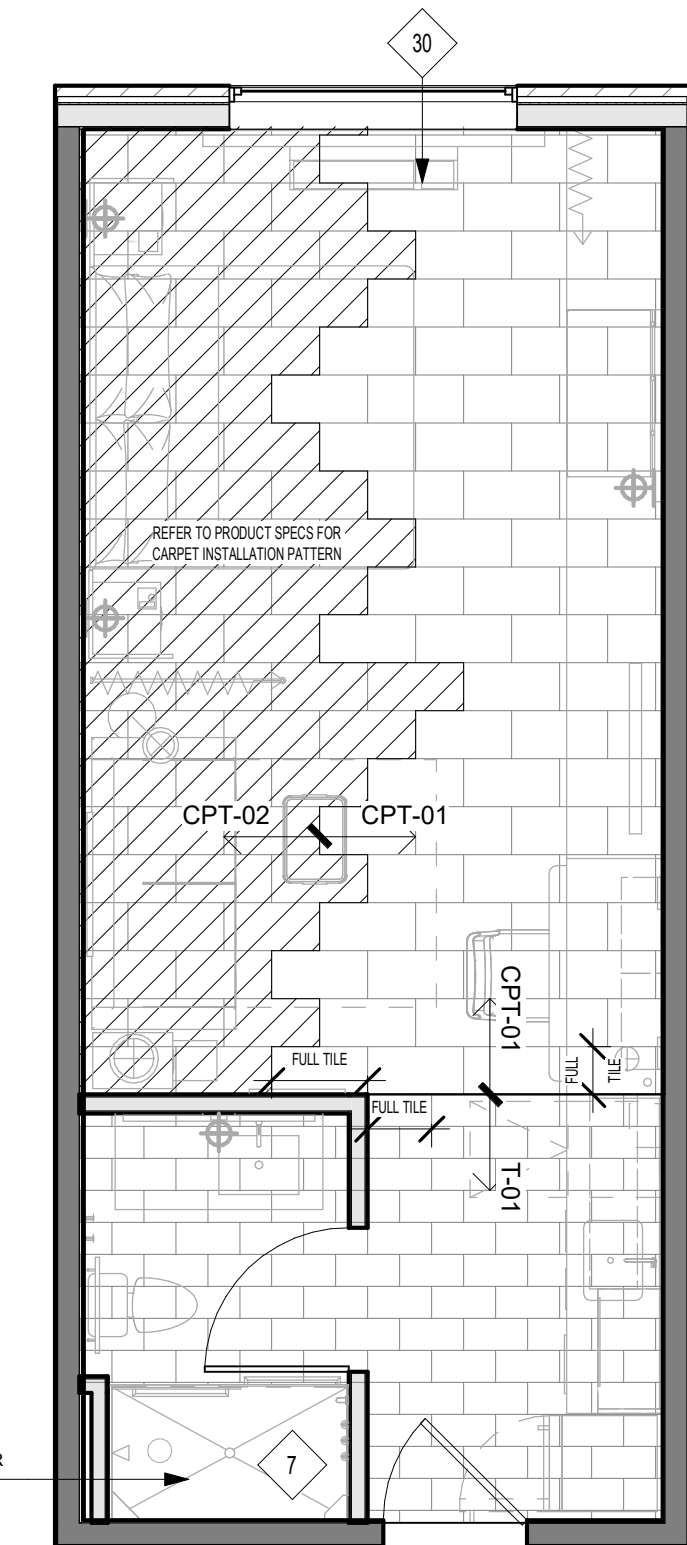 30
REFER TO PRODUCT SPECS FOR
CARPET INSTALLATION PATTERN
CPT-02
CPT-01
CPT-01
FULL TILE
FULL
TILE
FULL TILE
T-01
7
R